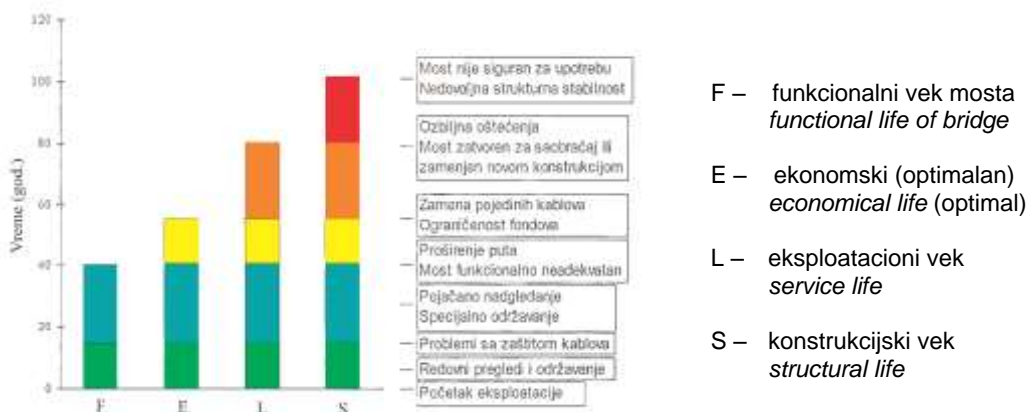 120
100
80
60
40
20
0
Vreme (god.)
F
E
L
S
Most nije siguran za upotrebu
Nedovoljna strukturna stabilnost
Ozbiljna oštećenja
Most zatvoren za saobraćaj ili
zamenjen novom konstrukcijom
Zamena pojedinih kablova
Ograničenost fondova
Proširenje puta
Most funkcionalno neadekvatan
Pojačano nadgledanje
Specijalno održavanje
Problemi sa zaštitom kablova
Redovni pregledi i održavanje
Početak eksploatacije
F – funkcionalni vek mosta
functional life of bridge
E – ekonomski (optimalan)
economical life (optimal)
L – eksploatacioni vek
service life
S – konstrukcijski vek
structural life